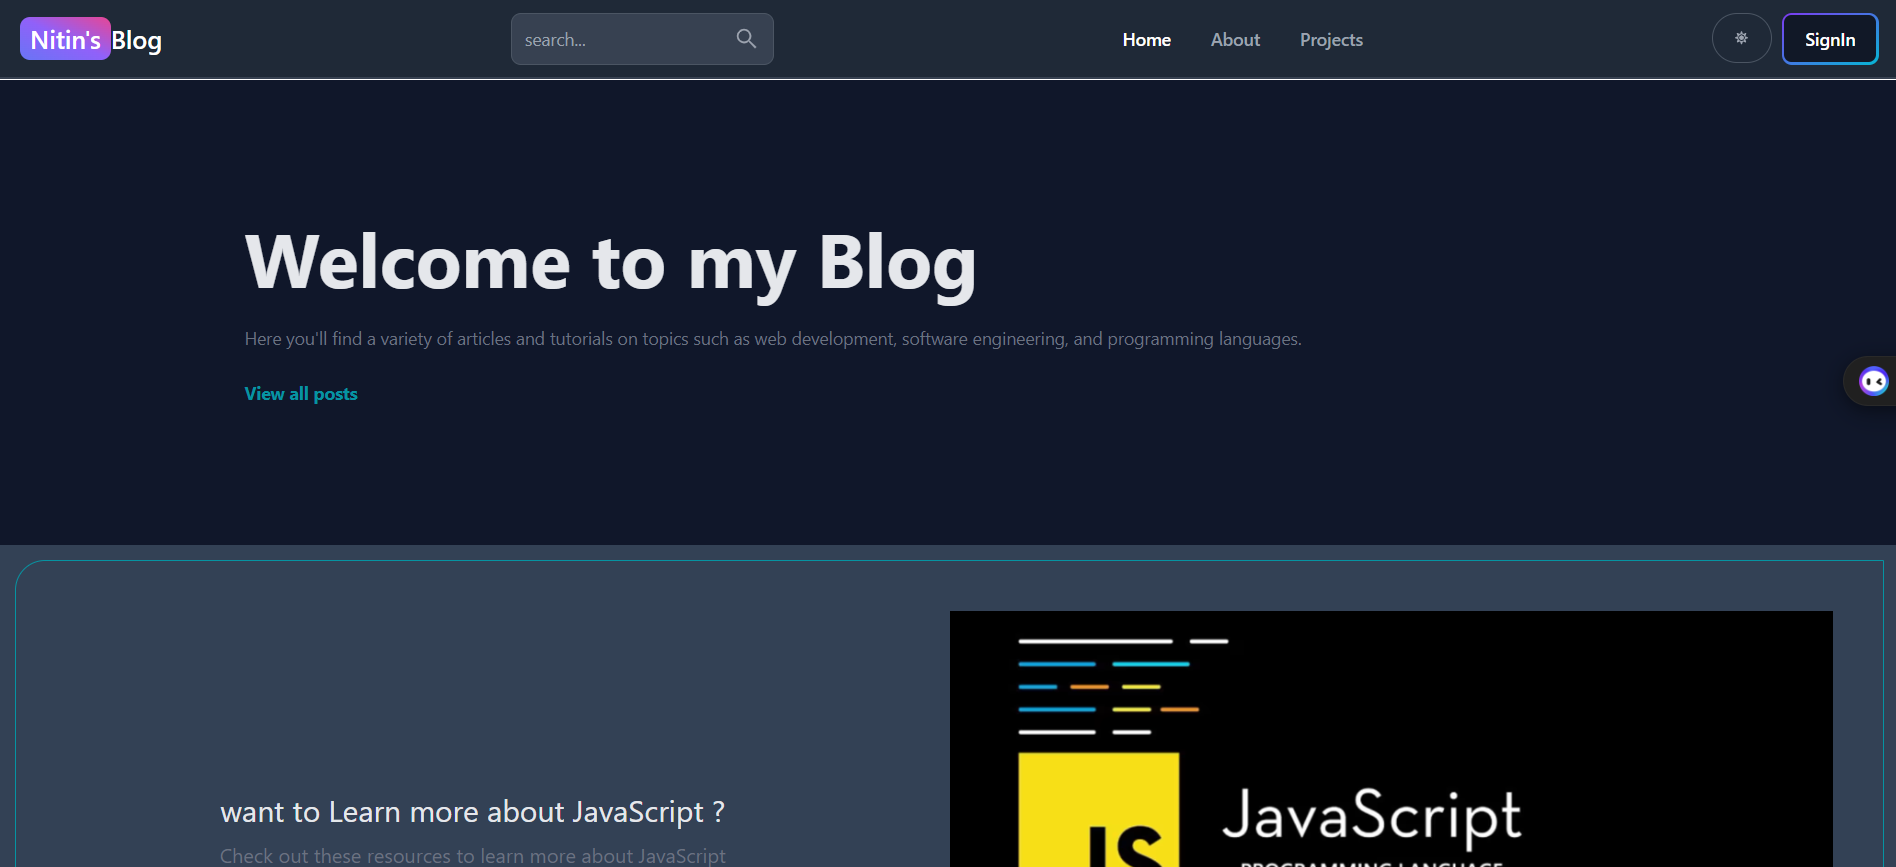 Nitin's Blog
search...
Home About Projects
SignIn
Welcome to my Blog
Here you'll find a variety of articles and tutorials on topics such as web development, software engineering, and programming languages.
View all posts
want to Learn more about JavaScript ?
Check out these resources to learn more about JavaScript
JS
JavaScript
PROGRAMMING LANGUAGE